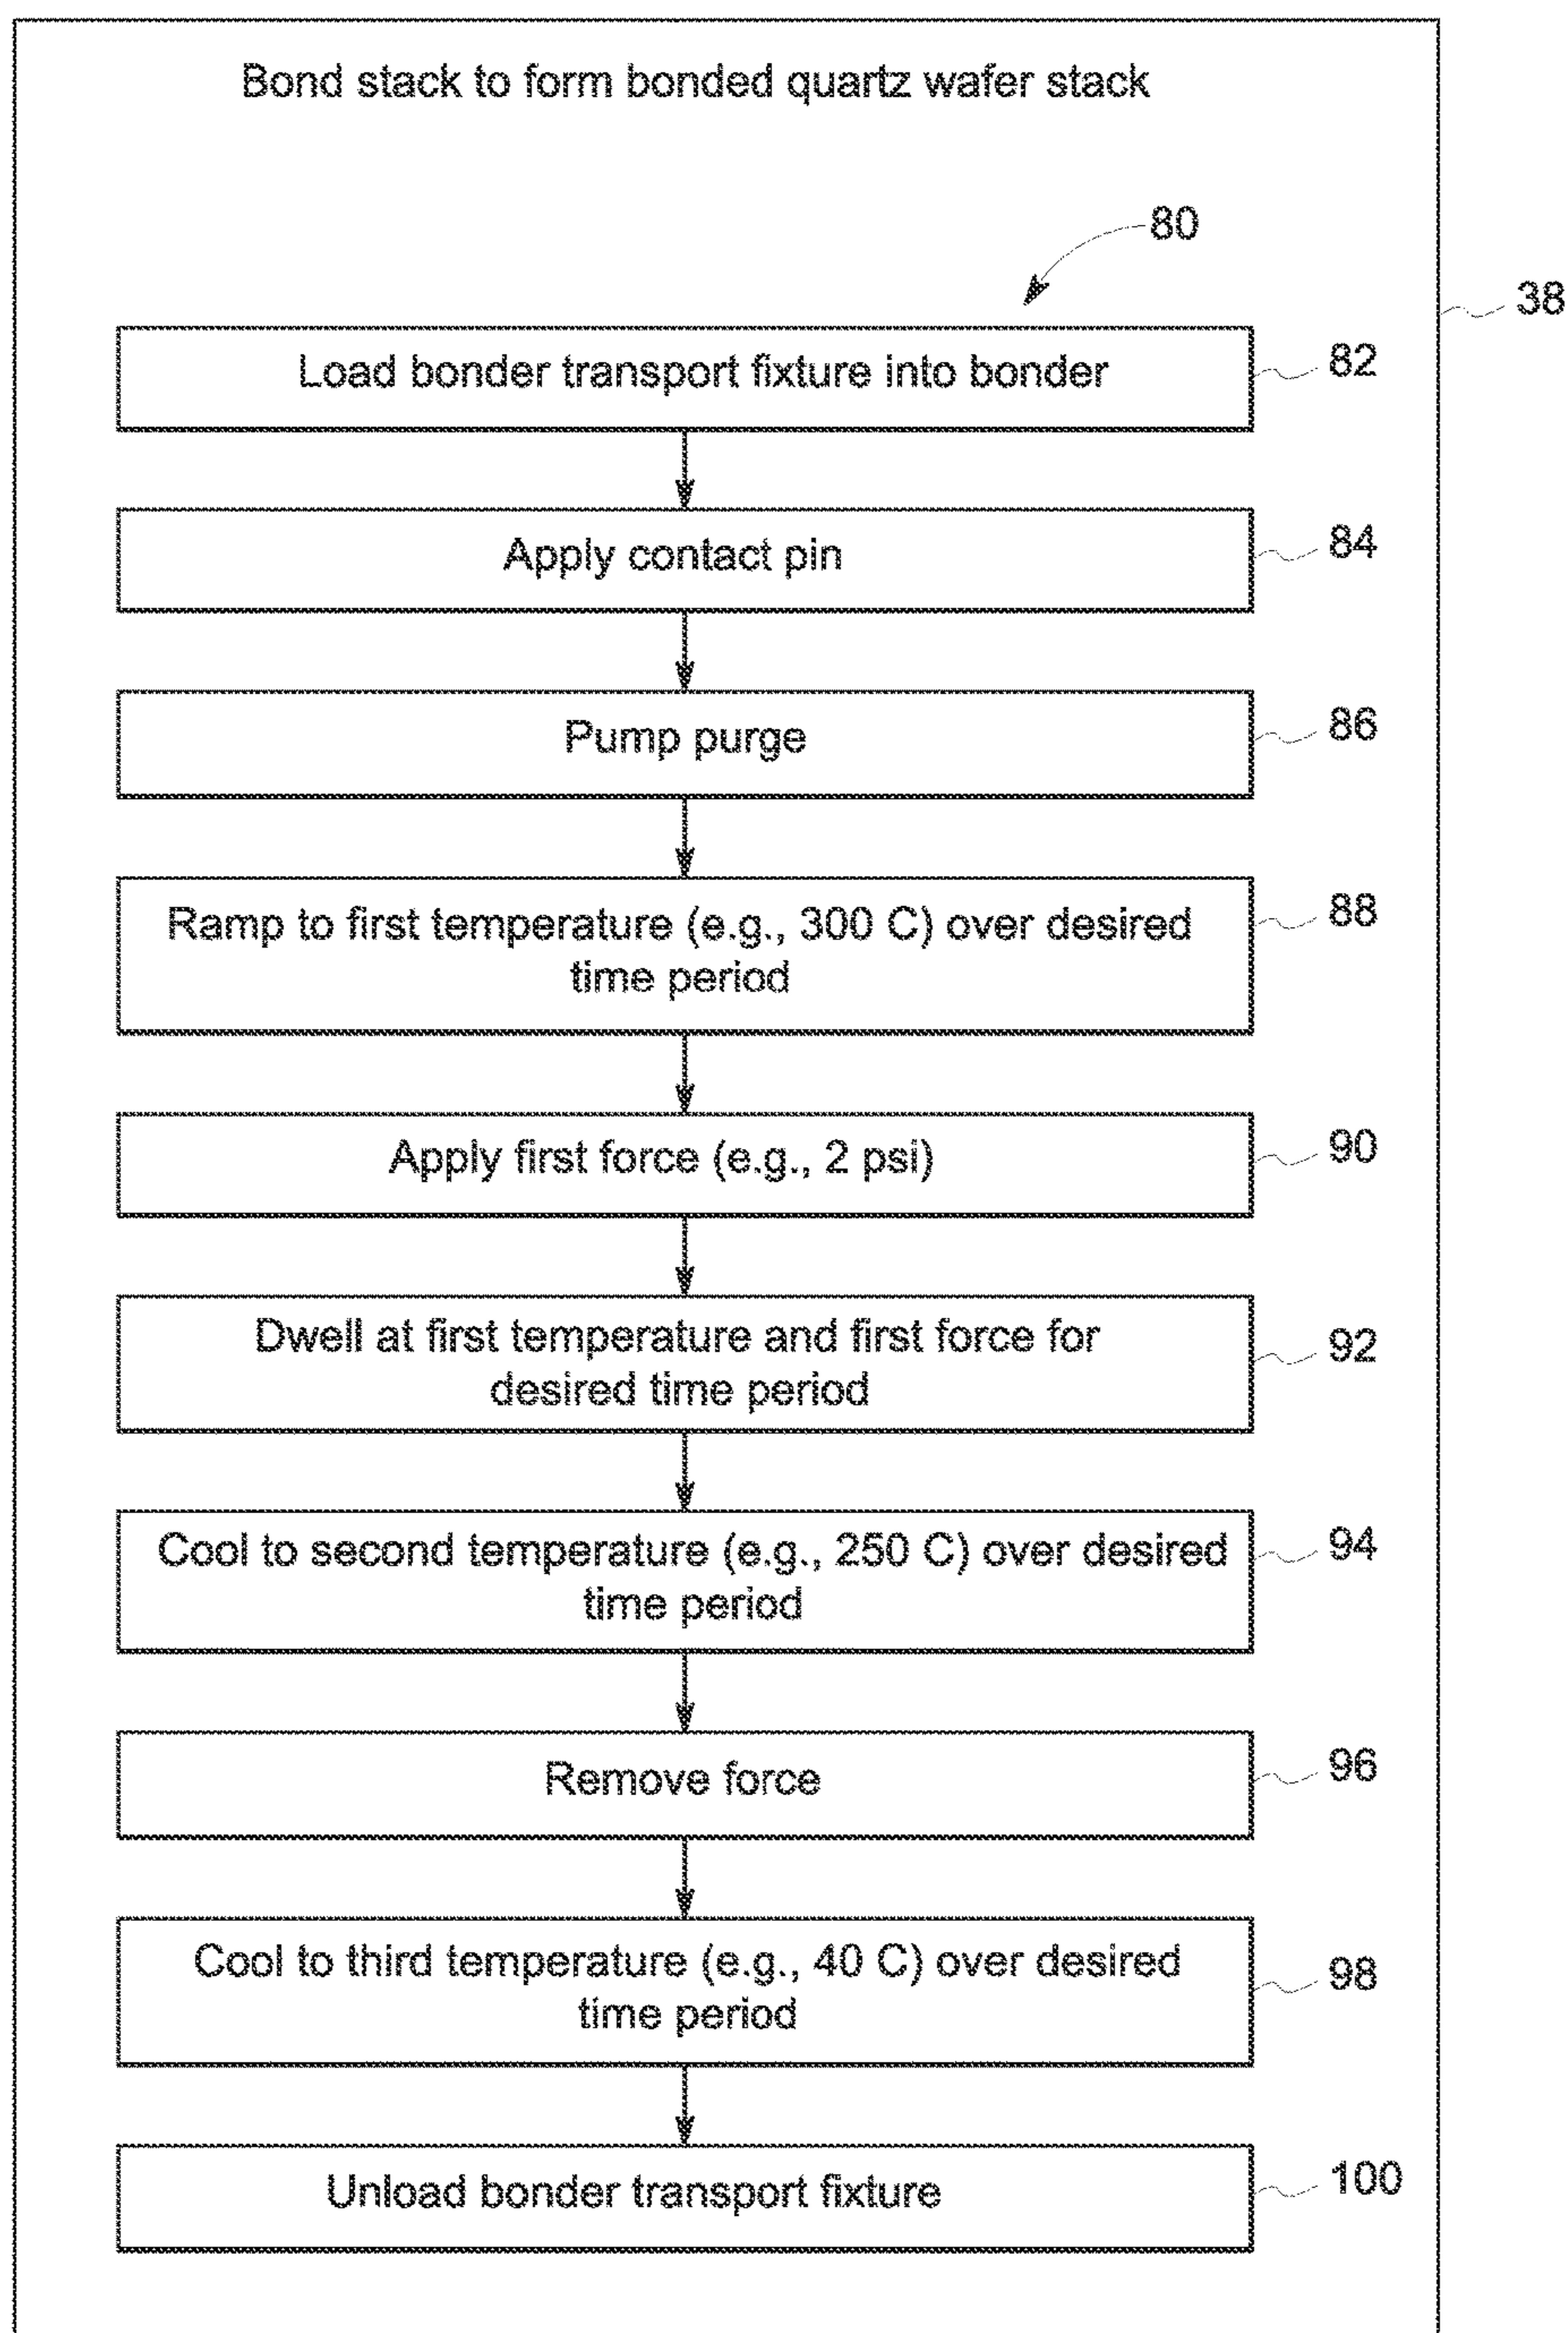 Bond stack to form bonded quartz wafer stack
80
38
Load bonder transport fixture into bonder
82
Apply contact pin
84
Pump purge
86
Ramp to first temperature (e.g., 300 C) over desired
time period
88
Apply first force (e.g., 2 psi)
90
Dwell at first temperature and first force for
desired time period
92
Cool to second temperature (e.g., 250 C) over desired
time period
94
Remove force
96
Cool to third temperature (e.g., 40 C) over desired
time period
98
Unload bonder transport fixture
100